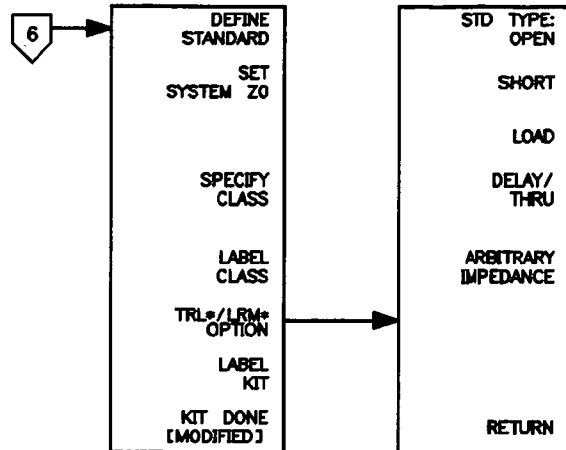 6
DEFINE
STANDARD
SET
SYSTEM Z0
SPECIFY
CLASS
LABEL
CLASS
TRL*/LRM*
OPTION
LABEL
KIT
KIT DONE
[MODIFIED]
STD TYPE:
OPEN
SHORT
LOAD
DELAY/
THRU
ARBITRARY
IMPEDANCE
RETURN